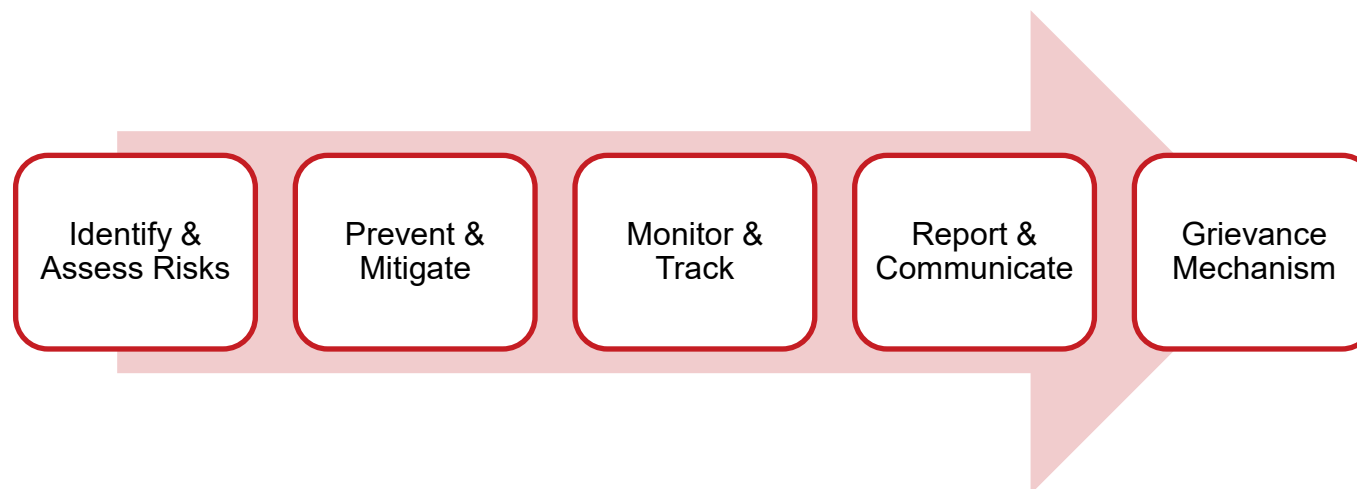 Identify &
Assess Risks
Prevent &
Mitigate
Monitor &
Track
Report &
Communicate
Grievance
Mechanism